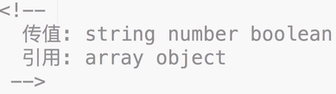 <!--
传值: string number boolean
引用: array object
-->